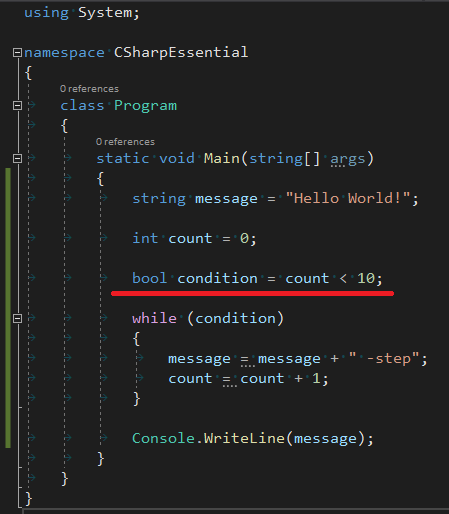 using System;
namespace CSharpEssential
{
0 references
class Program
{
0 references
static void Main(string[] args)
{
string message = "Hello World!";
int count = 0;
bool condition = count < 10;
while (condition)
{
message = message + " -step";
count = count + 1;
}
Console.WriteLine(message);
}
}
}